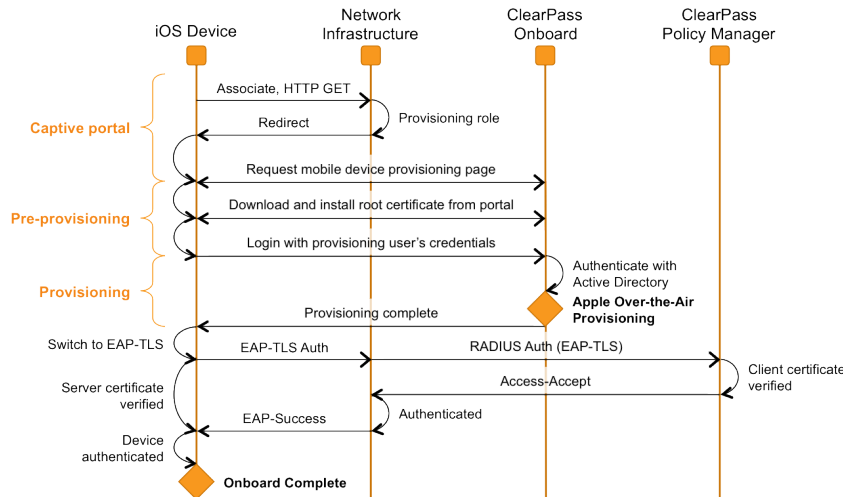 iOS Device
Network
Infrastructure
ClearPass
Onboard
ClearPass
Policy Manager
Associate, HTTP GET
Captive portal
Provisioning role
Redirect
Request mobile device provisioning page
Pre-provisioning
Download and install root certificate from portal
Login with provisioning user's credentials
Authenticate with
Active Directory
Provisioning
Apple Over-the-Air
Provisioning
Provisioning complete
Switch to EAP-TLS
EAP-TLS Auth
RADIUS Auth (EAP-TLS)
Client certificate
verified
Server certificate
verified
Access-Accept
Authenticated
EAP-Success
Device
authenticated
Onboard Complete